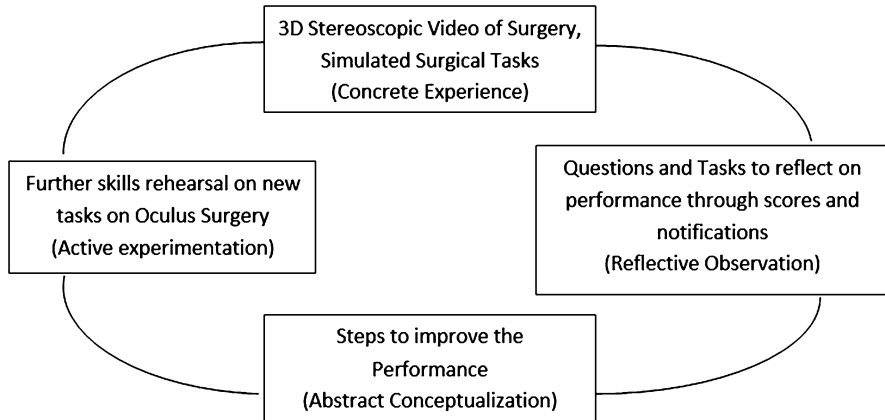 3D Stereoscopic Video of Surgery,
Simulated Surgical Tasks
(Concrete Experience)
Further skills rehearsal on new
tasks on Oculus Surgery
(Active experimentation)
Questions and Tasks to reflect on
performance through scores and
notifications
(Reflective Observation)
Steps to improve the
Performance
(Abstract Conceptualization)